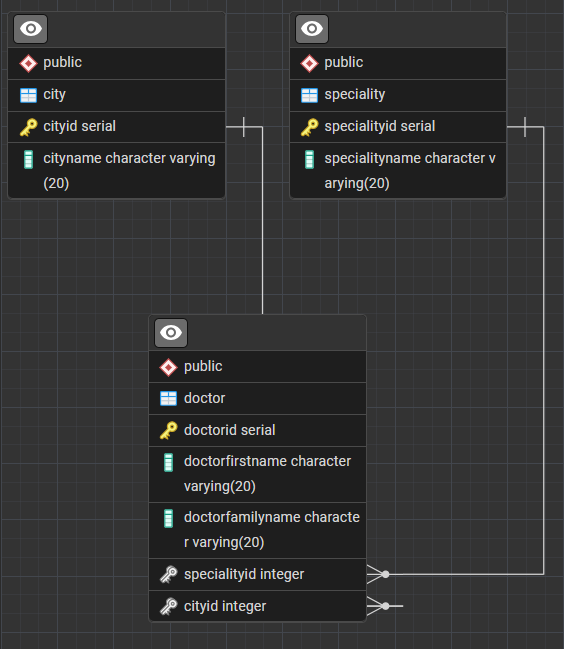 public
city
cityid serial
cityname character varying
(20)
public
speciality
specialityid serial
specialityname character v
arying(20)
public
doctor
doctorid serial
doctorfirstname character
varying(20)
doctorfamilyname characte
r varying(20)
specialityid integer
cityid integer